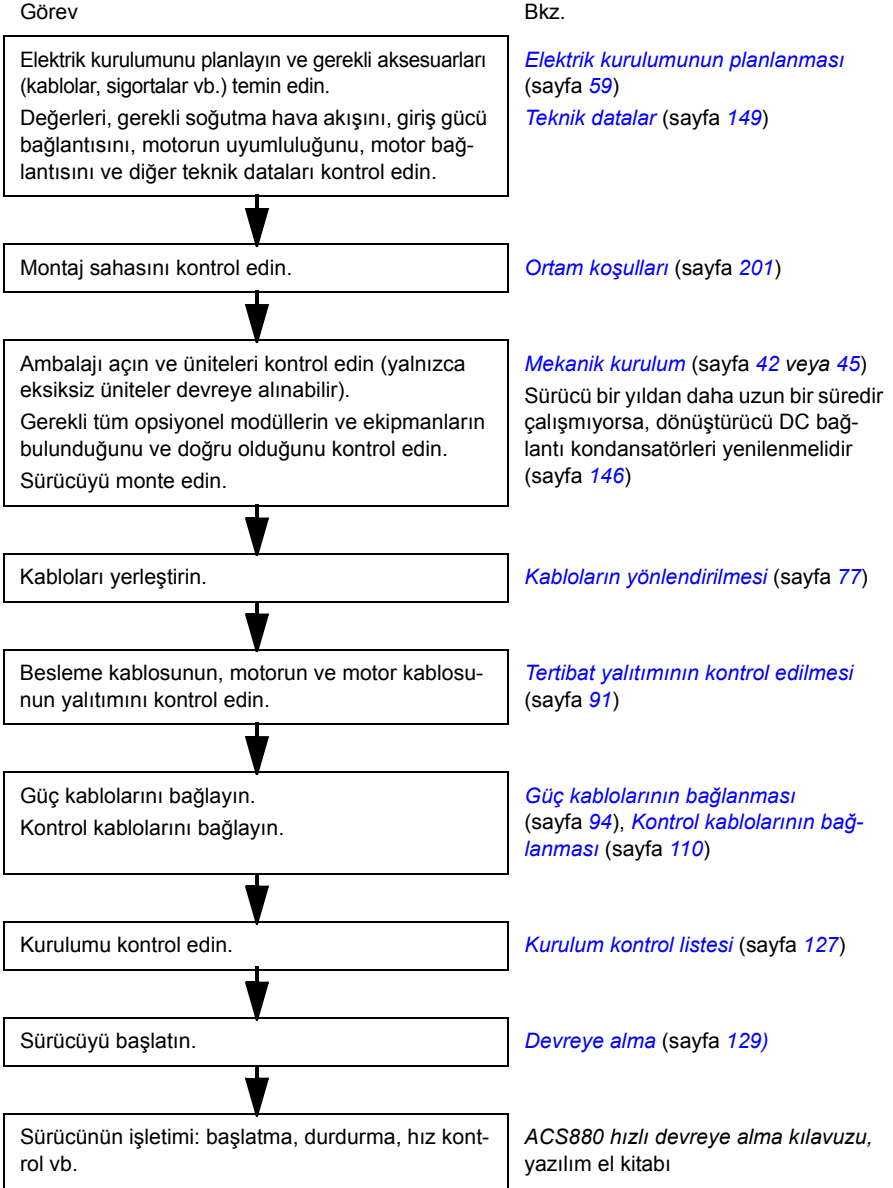 Görev
Bkz.
Elektrik kurulumunu planlayın ve gerekli aksesuarları
(kablolar, sigortalar vb.) temin edin.
Değerleri, gerekli soğutma hava akışını, giriş gücü
bağlantısını, motorun uyumluluğunu, motor bağ-
lantısını ve diğer teknik dataları kontrol edin.
Elektrik kurulumunun planlanması
(sayfa 59)
Teknik datalar (sayfa 149)
Montaj sahasını kontrol edin.
Ortam koşulları (sayfa 201)
Ambalajı açın ve üniteleri kontrol edin (yalnızca
eksiksiz üniteler devreye alınabilir).
Gerekli tüm opsiyonel modüllerin ve ekipmanların
bulunduğunu ve doğru olduğunu kontrol edin.
Sürücüyü monte edin.
Mekanik kurulum (sayfa 42 veya 45)
Sürücü bir yıldan daha uzun bir süredir
çalışmıyorsa, dönüştürücü DC bağ-
lantı kondansatörleri yenilenmelidir
(sayfa 146)
Kabloları yerleştirin.
Kabloların yönlendirilmesi (sayfa 77)
Besleme kablosunun, motorun ve motor kablosu-
nun yalıtımını kontrol edin.
Tertibat yalıtımının kontrol edilmesi
(sayfa 91)
Güç kablolarını bağlayın.
Kontrol kablolarını bağlayın.
Güç kablolarının bağlanması
(sayfa 94), Kontrol kablolarının bağ-
lanması (sayfa 110)
Kurulumu kontrol edin.
Kurulum kontrol listesi (sayfa 127)
Sürücüyü başlatın.
Devreye alma (sayfa 129)
Sürücünün işletimi: başlatma, durdurma, hız kont-
rol vb.
ACS880 hızlı devreye alma kılavuzu,
yazılım el kitabı